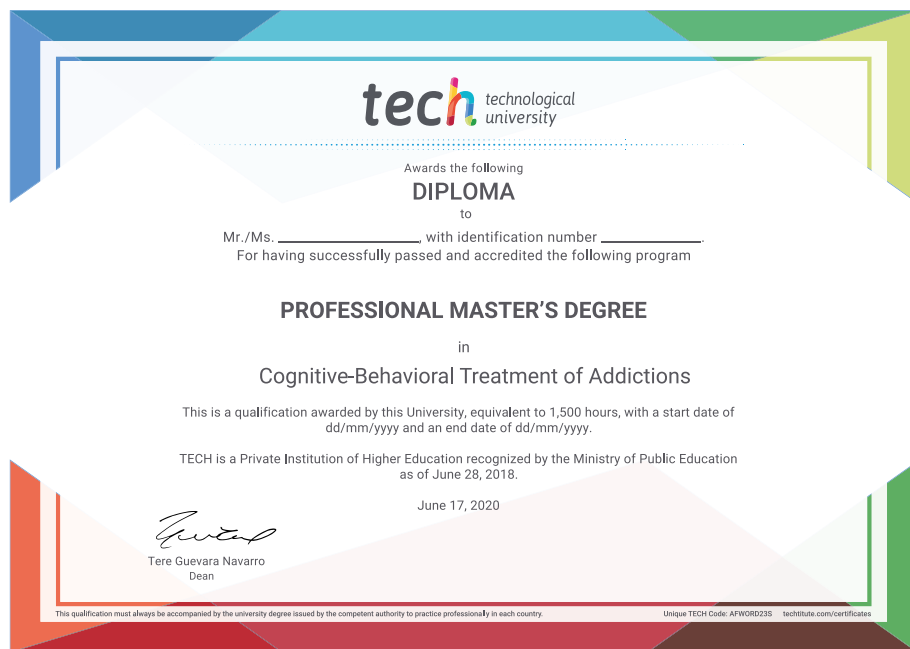 tech technological
university
Awards the following
DIPLOMA
to
Mr./Ms. ____________________, with identification number ______________.
For having successfully passed and accredited the following program
PROFESSIONAL MASTER'S DEGREE
in
Cognitive-Behavioral Treatment of Addictions
This is a qualification awarded by this University, equivalent to 1,500 hours, with a start date of
dd/mm/yyyy and an end date of dd/mm/yyyy.
TECH is a Private Institution of Higher Education recognized by the Ministry of Public Education
as of June 28, 2018.
June 17, 2020
Tere Guevara Navarro
Dean
This qualification must always be accompanied by the university degree issued by the competent authority to practice professionally in each country.
Unique TECH Code: AFWORD23S techtitute.com/certificates